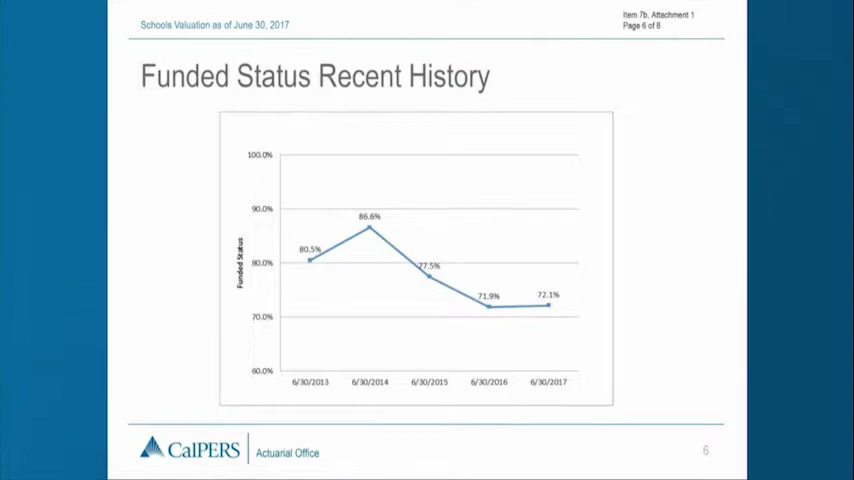 Schools Valuation as of June 30, 2017
Item 7b, Attachment 1
Page 6 of 8
Funded Status Recent History
100.0%
90.0%
80.0%
70.0%
60.0%
Funded Status
80.5%
86.6%
77.5%
71.9%
72.1%
6/30/2013
6/30/2014
6/30/2015
6/30/2016
6/30/2017
CalPERS
Actuarial Office
6